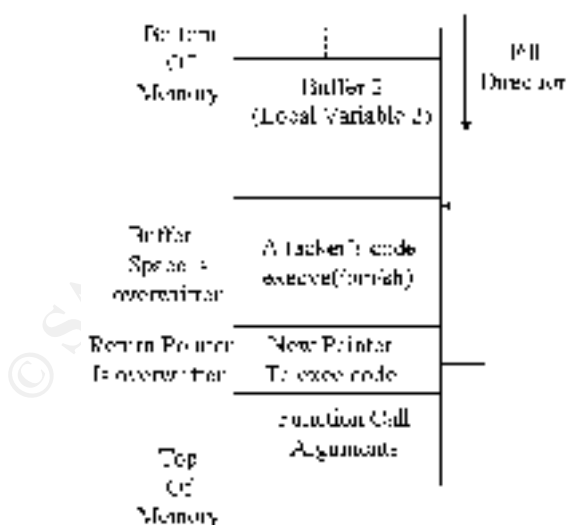 Bottom
Of
Memory
Fill
Direction
Buffer 2
(Local Variable 2)
Buffer
Space is
overwritten
Attacker's code
execve(/bin/sh)
Return Pointer
Is overwritten
New Pointer
To exec code
Function Call
Arguments
Top
Of
Memory
©